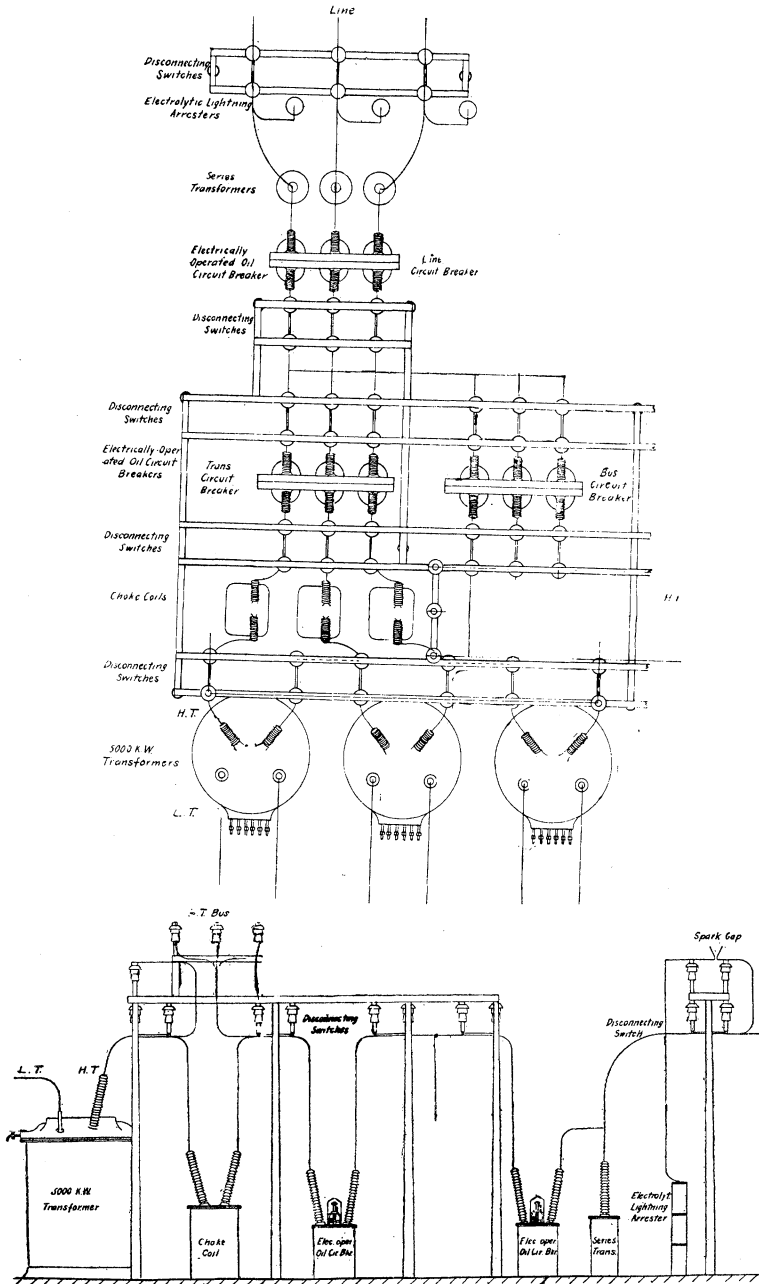 Line
Disconnecting
Switches
Electrolytic Lightning
Arresters
Series
Transformers
Electrically
Operated Oil
Circuit Breaker
Line
Circuit Breaker
Disconnecting
Switches
Disconnecting
Switches
Electrically-Oper
ated Oil Circuit
Breakers
Trans
Circuit
Breaker
Bus
Circuit
Breaker
Disconnecting
Switches
Choke Coils
Disconnecting
Switches
H.T.
5000 K.W.
Transformers
L.T.
.T. Bus
Spark Gap
Disconnecting
Switches
Disconnecting
Switch
L.T.
H.T
5000 K.W.
Transformer
Choke
Coil
Elec. oper
Oil Cir. Bkr.
Elec. oper
Oil Cir. Bkr.
Series
Trans.
Electrolyt
Lightning
Arrester